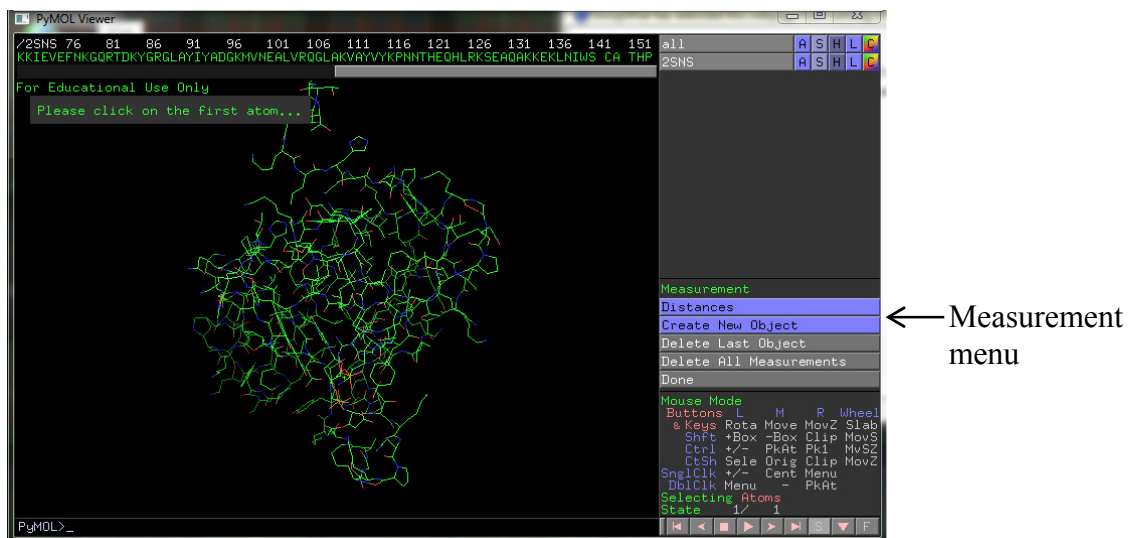 PyMOL Viewer
/2SNS 76 81 86 91 96 101 106 111 116 121 126 131 136 141 151
KKIEVEFNKGQRTDKYGRGLAYIYADGKMVNEALVRQGLAKVAYVYKPNNTHEQHLRKSEAQAKKEKLNIWS CA THP
For Educational Use Only
Please click on the first atom...
all A S H L C
2SNS A S H L C
Measurement
Distances
Create New Object
Delete Last Object
Delete All Measurements
Done
Measurement
menu
Mouse Mode
Buttons L M R Wheel
& Keys Rota Move MovZ Slab
Shft +Box -Box Clip MovS
Ctrl +/- PkAt Pk1 MvSZ
CtSh Sele Orig Clip MovZ
SnglClk +/- Cent Menu
DblClk Menu - PkAt
Selecting Atoms
State 1/ 1
PyMOL>_
S F